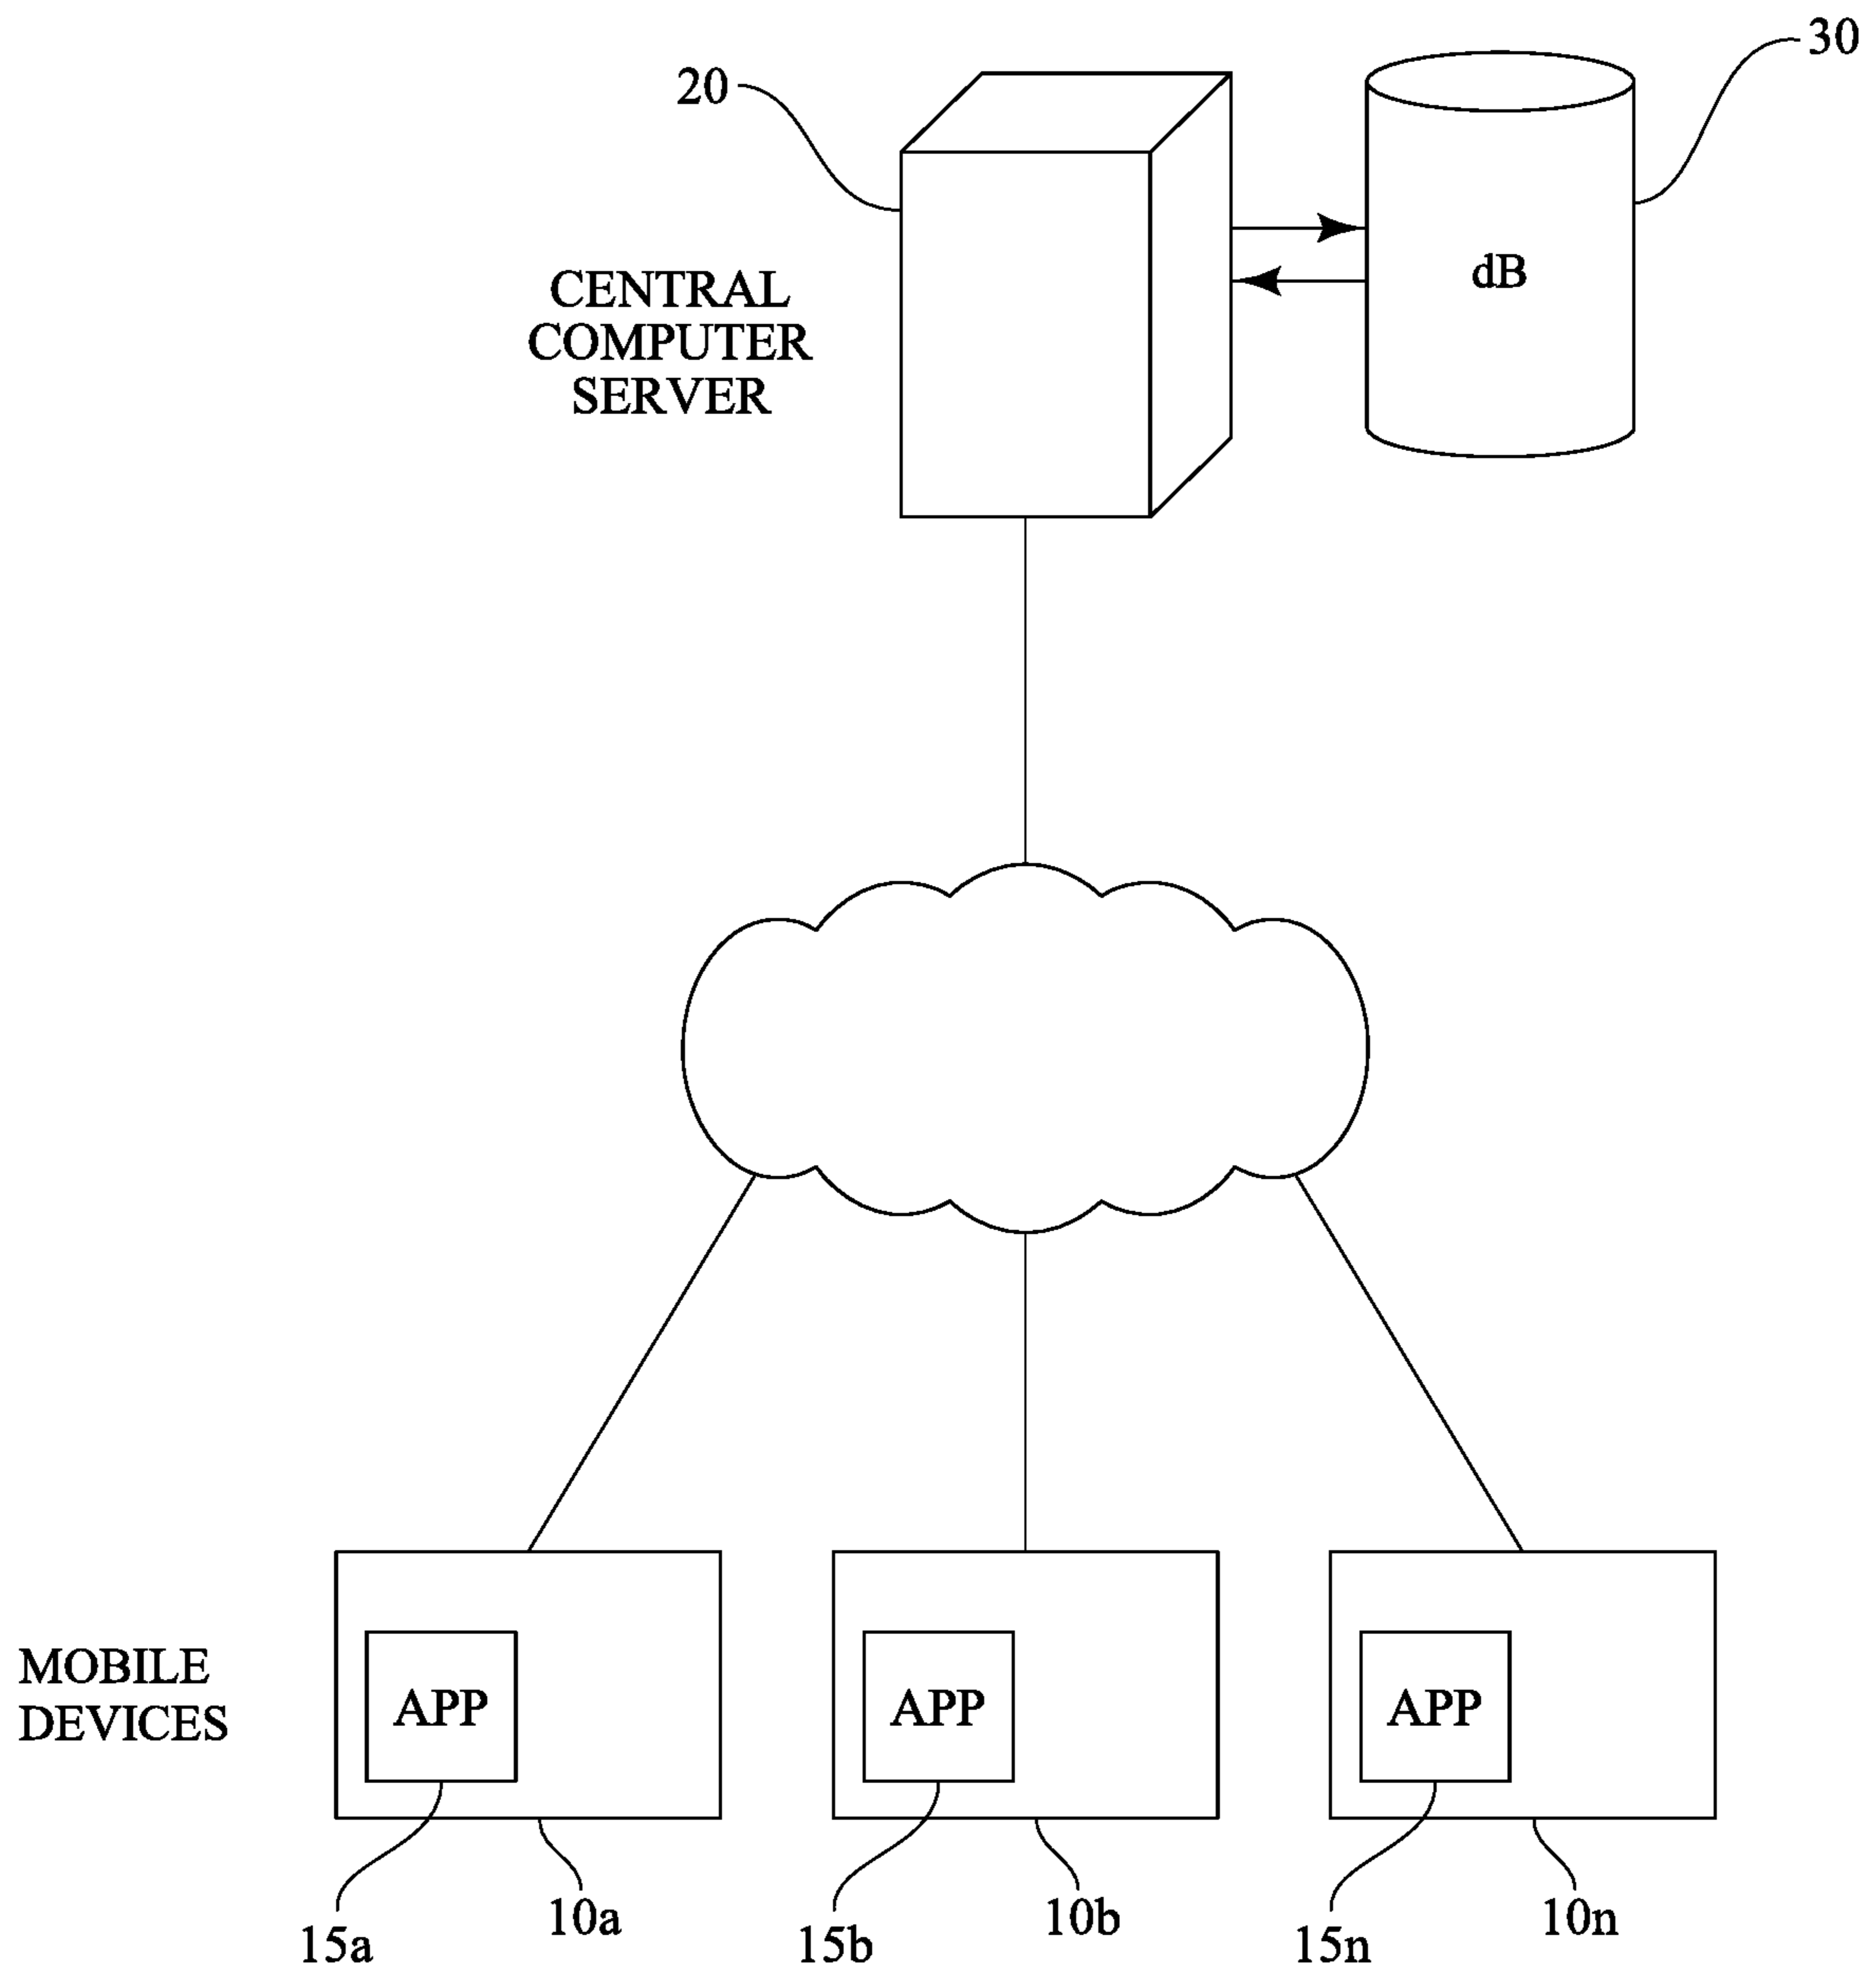 30
20
dB
CENTRAL
COMPUTER
SERVER
MOBILE
DEVICES
APP
APP
APP
15a
10a
15b
10b
15n
10n